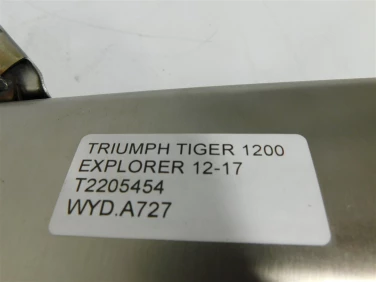 TRIUMPH TIGER 1200
EXPLORER 12-17
T2205454
WYD.A727